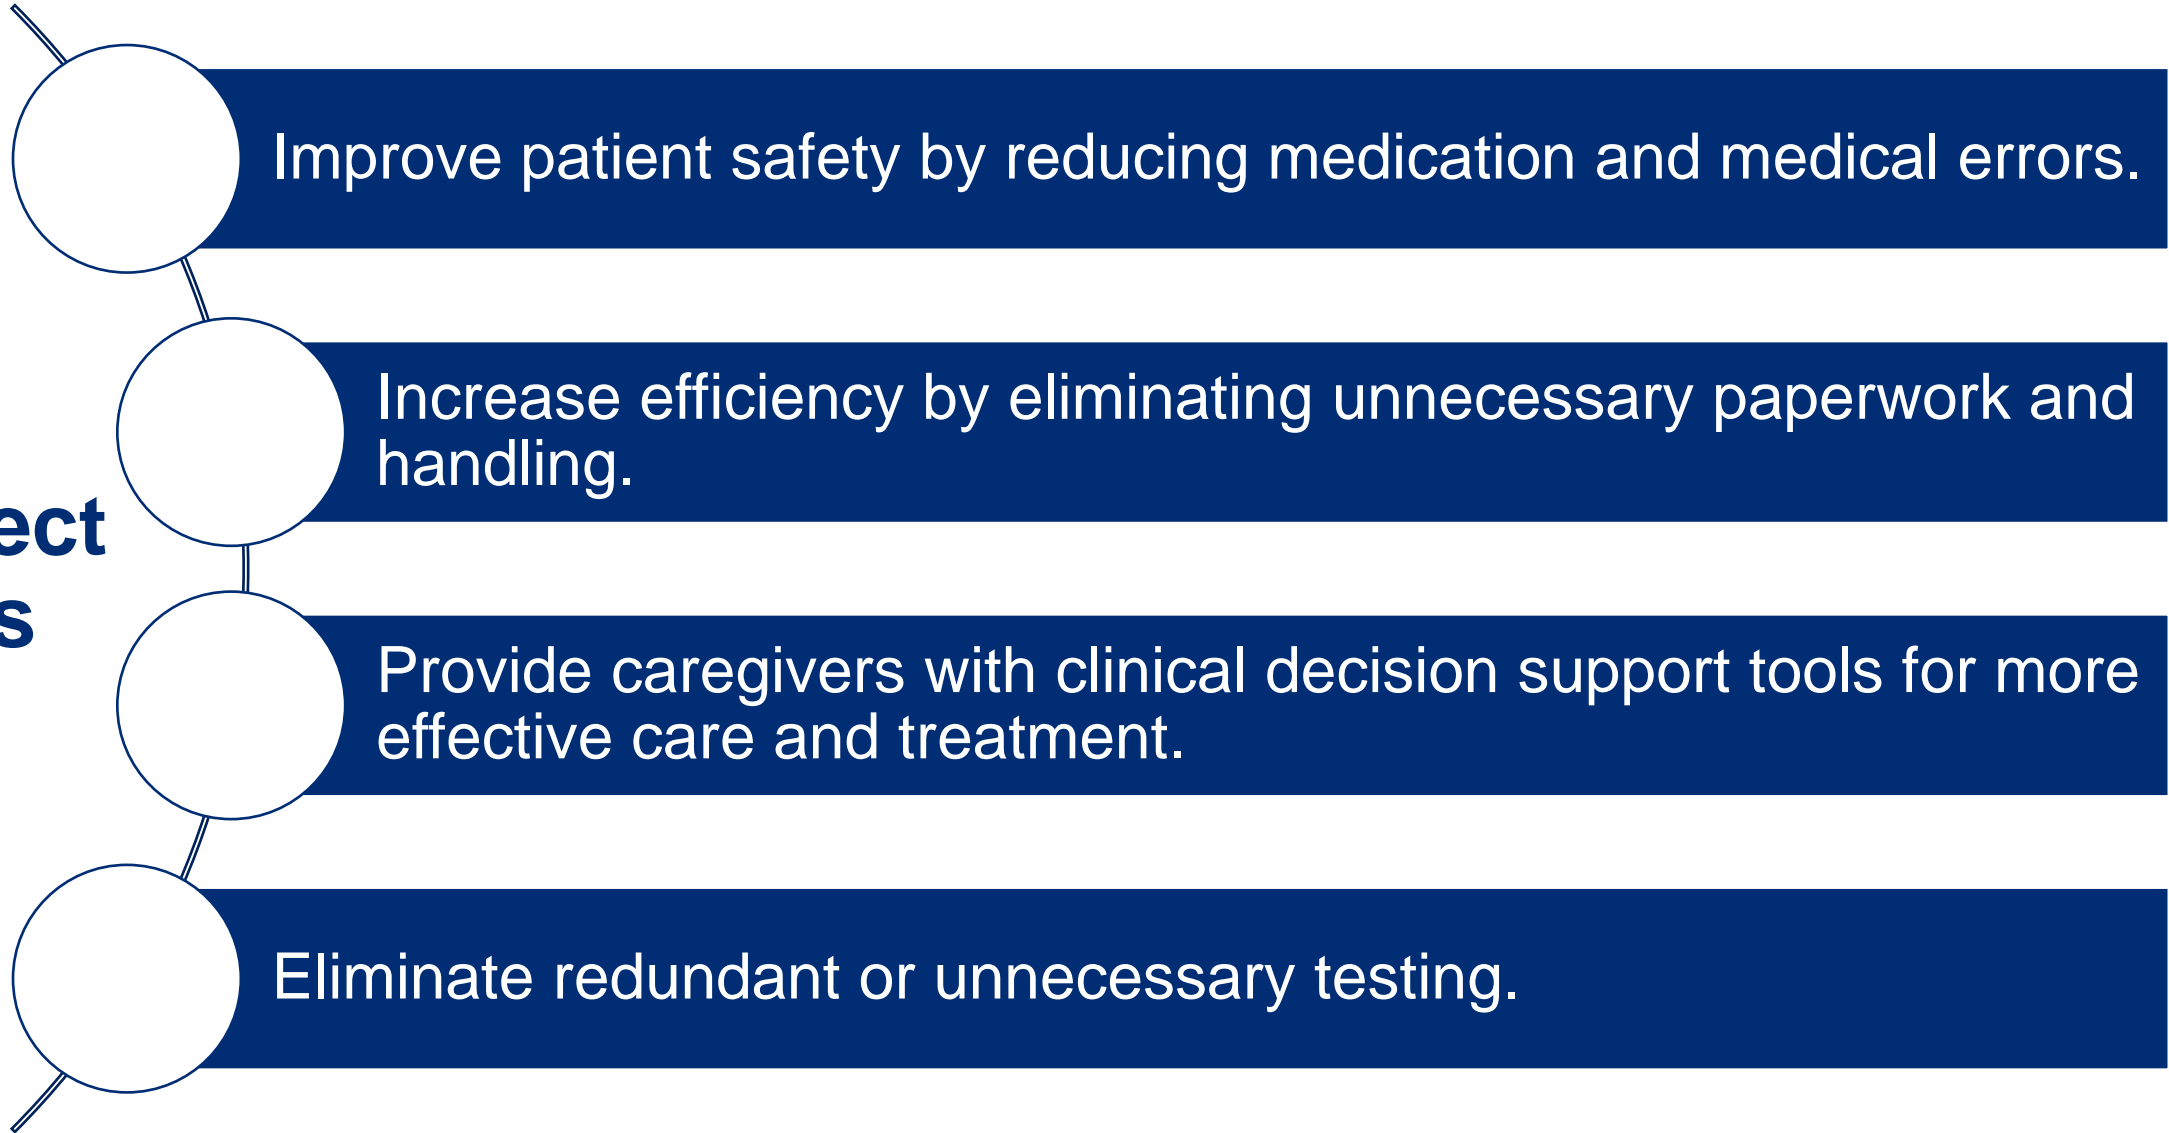 Improve patient safety by reducing medication and medical errors.
Increase efficiency by eliminating unnecessary paperwork and
handling.
ect
s
Provide caregivers with clinical decision support tools for more
effective care and treatment.
Eliminate redundant or unnecessary testing.